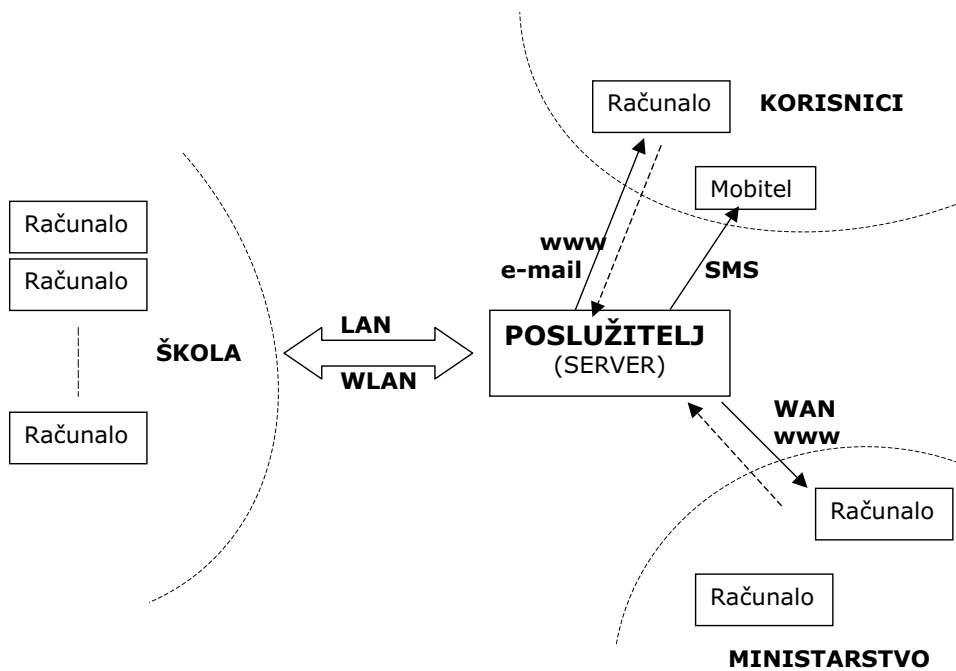 Računalo
KORISNICI
Mobitel
www
e-mail
SMS
Računalo
Računalo
ŠKOLA
Računalo
LAN
WLAN
POSLUŽITELJ
(SERVER)
WAN
www
Računalo
Računalo
MINISTARSTVO